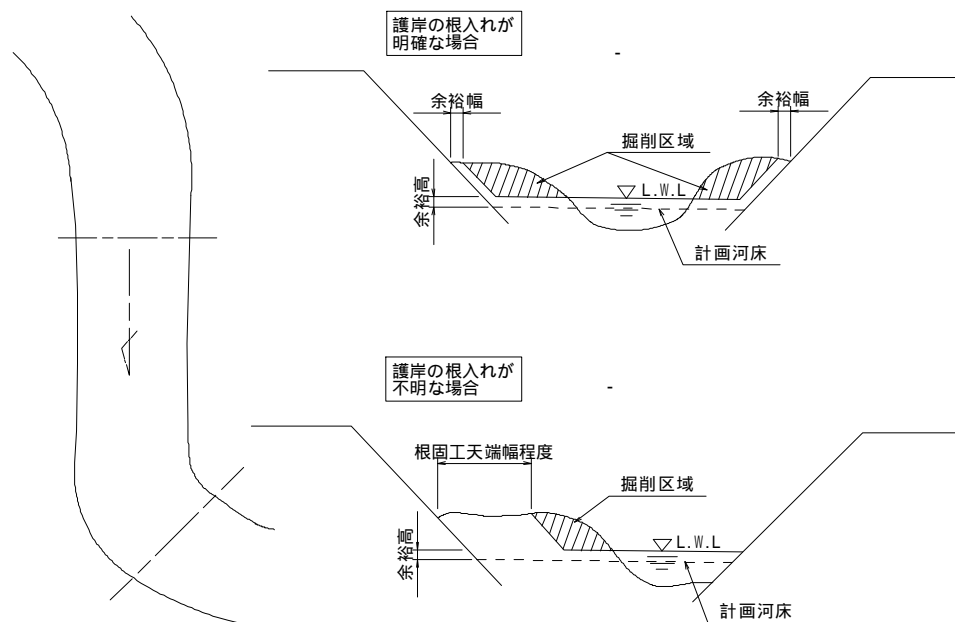 護岸の根入れが
明確な場合
-
余裕幅
余裕幅
掘削区域
L.W.L
余裕高
計画河床
護岸の根入れが
不明な場合
-
根固工天端幅程度
掘削区域
L.W.L
余裕高
計画河床